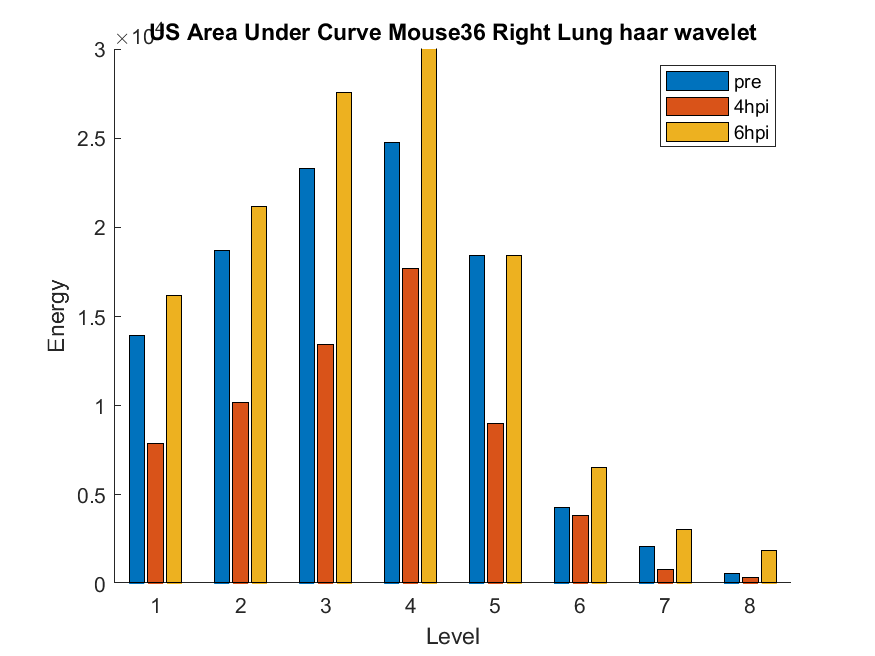 ×10⁴
US Area Under Curve Mouse36 Right Lung haar wavelet
3
2.5
2
1.5
1
0.5
0
Energy
pre
4hpi
6hpi
1 2 3 4 5 6 7 8
Level